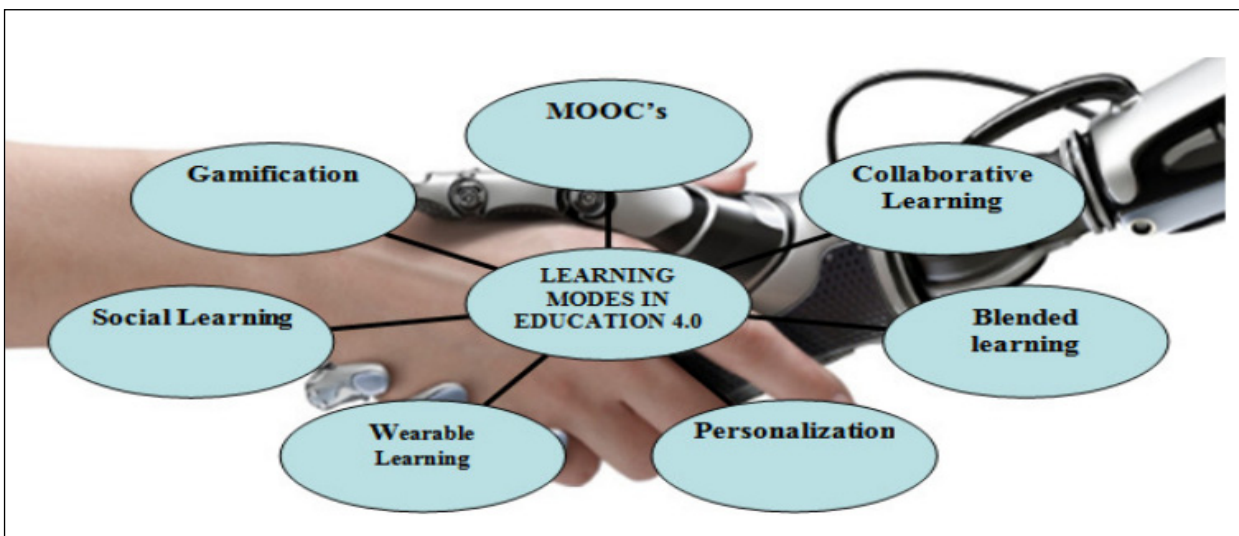 MOOC's
Gamification
Collaborative
Learning
LEARNING
MODES IN
EDUCATION 4.0
Social Learning
Blended
learning
Wearable
Learning
Personalization